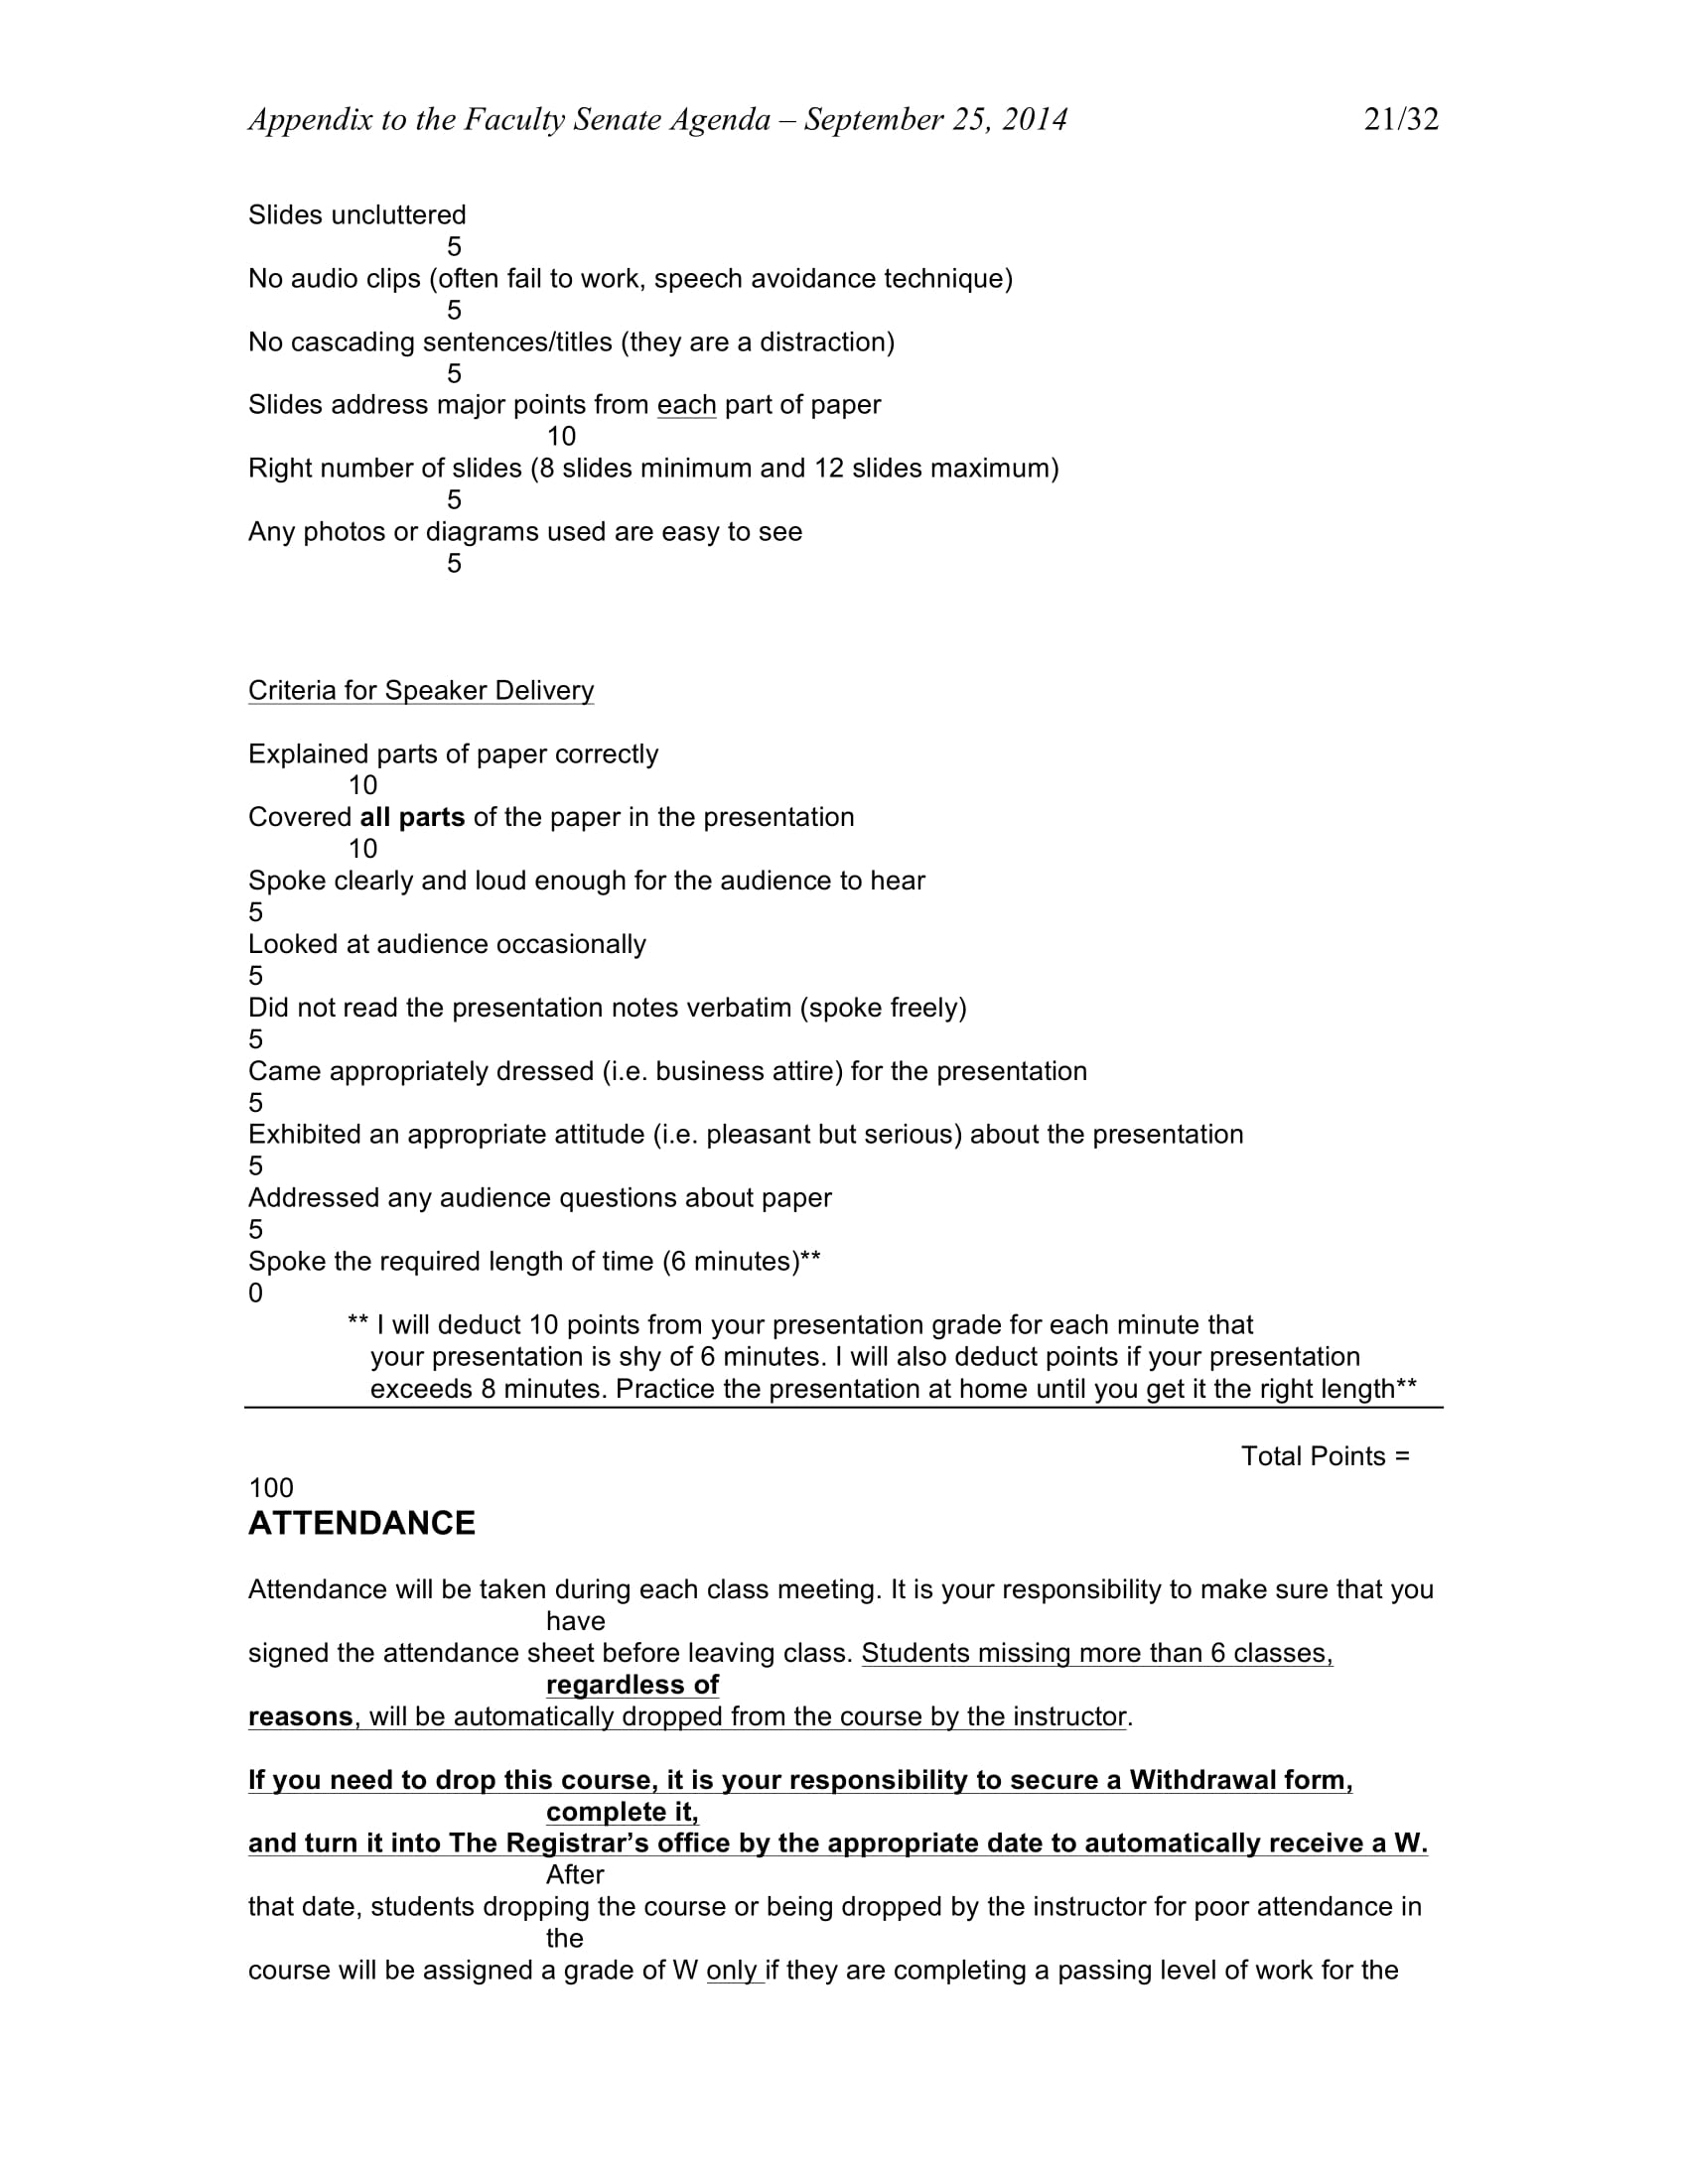 Appendix to the Faculty Senate Agenda – September 25, 2014 21/32
Slides uncluttered
5
No audio clips (often fail to work, speech avoidance technique)
5
No cascading sentences/titles (they are a distraction)
5
Slides address major points from each part of paper
10
Right number of slides (8 slides minimum and 12 slides maximum)
5
Any photos or diagrams used are easy to see
5
Criteria for Speaker Delivery
Explained parts of paper correctly
10
Covered all parts of the paper in the presentation
10
Spoke clearly and loud enough for the audience to hear
5
Looked at audience occasionally
5
Did not read the presentation notes verbatim (spoke freely)
5
Came appropriately dressed (i.e. business attire) for the presentation
5
Exhibited an appropriate attitude (i.e. pleasant but serious) about the presentation
5
Addressed any audience questions about paper
5
Spoke the required length of time (6 minutes)**
0
** I will deduct 10 points from your presentation grade for each minute that
your presentation is shy of 6 minutes. I will also deduct points if your presentation
exceeds 8 minutes. Practice the presentation at home until you get it the right length**
Total Points =
100
ATTENDANCE
Attendance will be taken during each class meeting. It is your responsibility to make sure that you
have
signed the attendance sheet before leaving class. Students missing more than 6 classes,
regardless of
reasons, will be automatically dropped from the course by the instructor.
If you need to drop this course, it is your responsibility to secure a Withdrawal form,
complete it,
and turn it into The Registrar’s office by the appropriate date to automatically receive a W.
After
that date, students dropping the course or being dropped by the instructor for poor attendance in
the
course will be assigned a grade of W only if they are completing a passing level of work for the